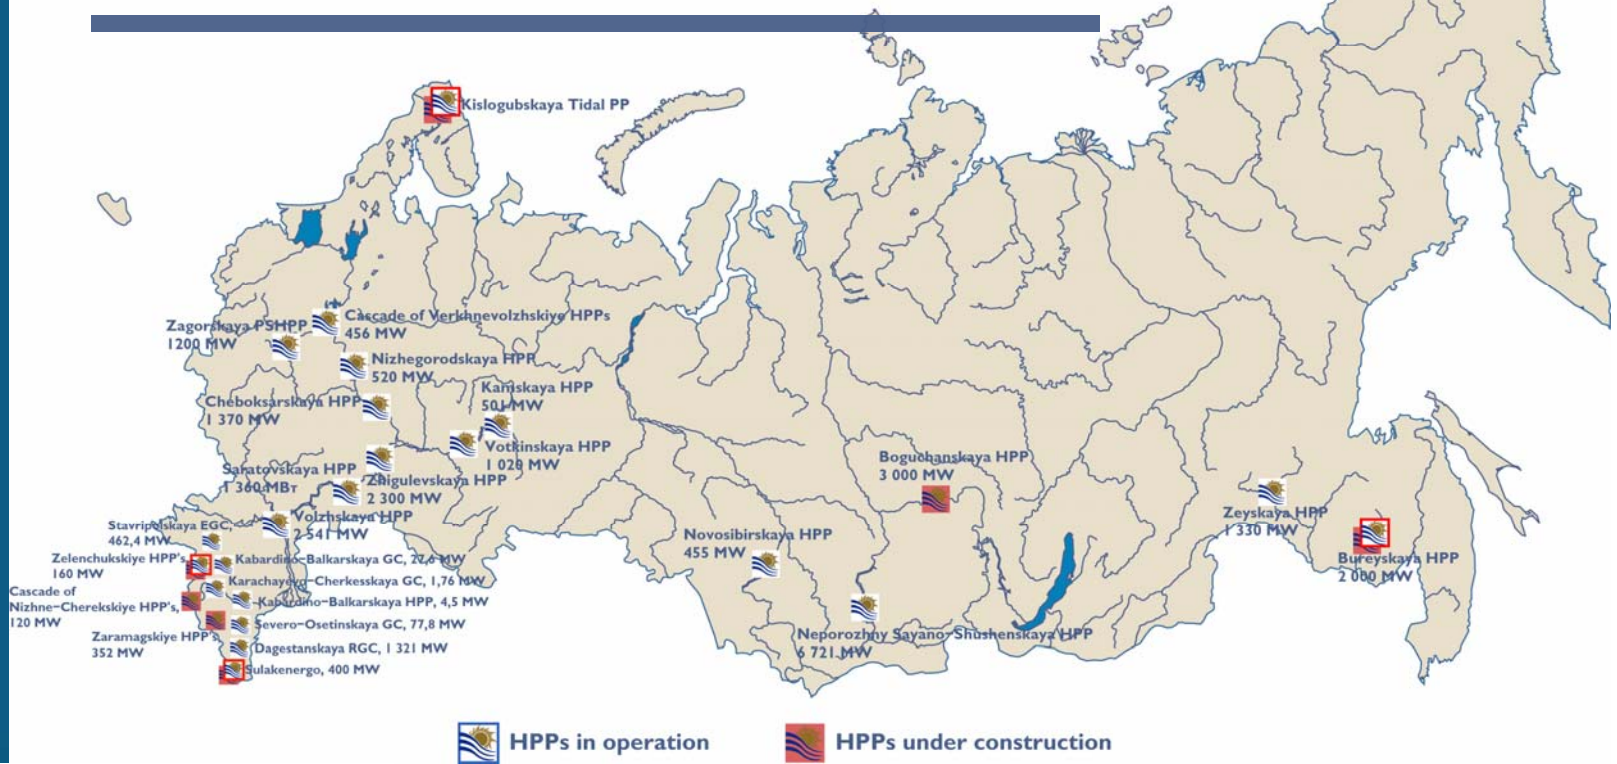 Kislogubskaya Tidal PP
Cascade of Verkhnevolzhskiye HPPs
456 MW
Zagorskaya PSHPP
1200 MW
Nizhegorodskaya HPP
520 MW
Kamskaya HPP
501 MW
Cheboksarskaya HPP
1 370 MW
Votkinskaya HPP
1 020 MW
Saratovskaya HPP
1 360 МВт
Zhigulevskaya HPP
2 300 MW
Volzhskaya HPP
2 541 MW
Stavripolskaya EGC,
462,4 MW
Zelenchukskiye HPP's,
160 MW
Kabardino-Balkarskaya GC, 22,6 MW
Karachayevo-Cherkesskaya GC, 1,76 MW
Cascade of
Nizhne-Cherekskiye HPP's,
120 MW
Kabardino-Balkarskaya HPP, 4,5 MW
Severo-Osetinskaya GC, 77,8 MW
Zaramagskiye HPP's
352 MW
Dagestanskaya RGC, 1 321 MW
Sulakenergo, 400 MW
Boguchanskaya HPP
3 000 MW
Novosibirskaya HPP
455 MW
Neporozhny Sayano-Shushenskaya HPP
6 721 MW
Zeyskaya HPP
1 330 MW
Bureyskaya HPP
2 000 MW
HPPs in operation
HPPs under construction